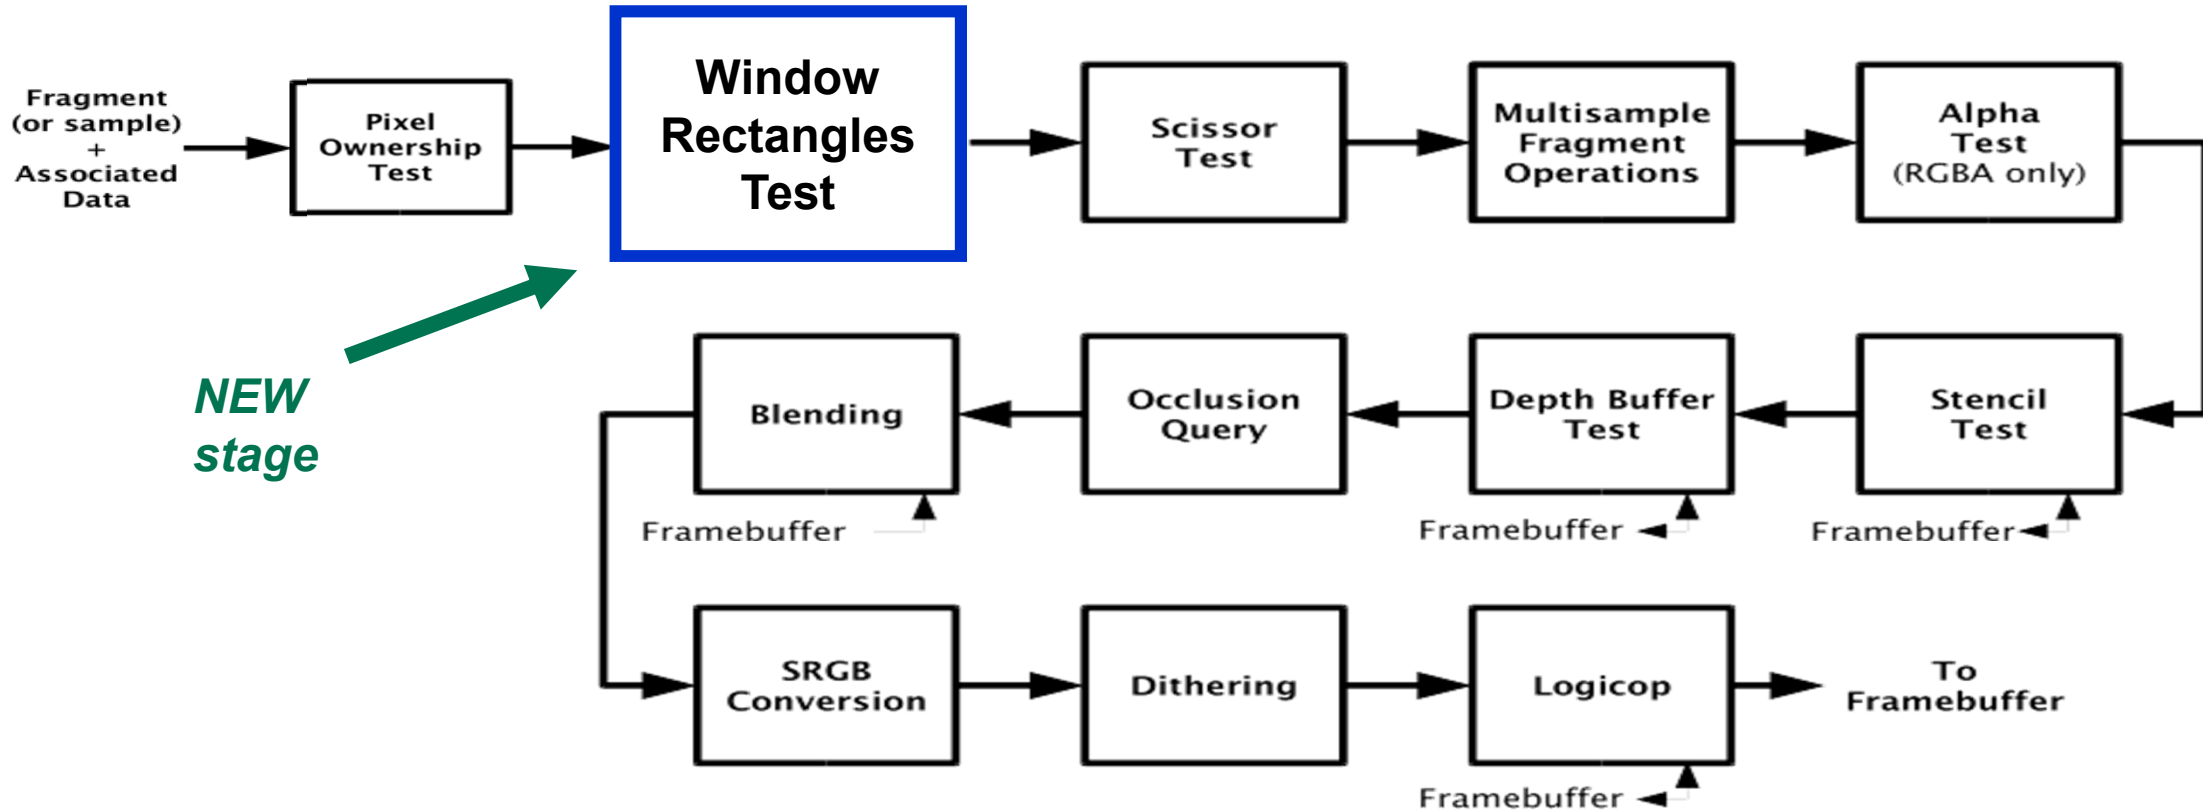 Fragment
(or sample)
+
Associated
Data
Pixel
Ownership
Test
Window
Rectangles
Test
Scissor
Test
Multisample
Fragment
Operations
Alpha
Test
(RGBA only)
NEW
stage
Stencil
Test
Framebuffer
Depth Buffer
Test
Framebuffer
Occlusion
Query
Blending
Framebuffer
SRGB
Conversion
Dithering
Logicop
Framebuffer
To
Framebuffer